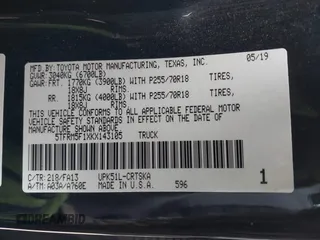 MFD BY: TOYOTA MOTOR MANUFACTURING, TEXAS, INC. 05/19
GVWR 3040KG (6700LB)
GAWR FRT. 1770KG (3900LB) WITH P255/70R18 TIRES,
18X8J RIMS
RR. 1815KG (4000LB) WITH P255/70R18 TIRES,
18X8J RIMS
THIS VEHICLE CONFORMS TO ALL APPLICABLE FEDERAL MOTOR
VEHICLE SAFETY STANDARDS IN EFFECT ON THE DATE OF
MANUFACTURE SHOWN ABOVE.
5TFRM5F1XKX143105 TRUCK
C/TR: 218/FA13 UPK51L-CRTSKA
A/TM: A03A/A760E MADE IN U.S.A. 596 1
DREAMBID